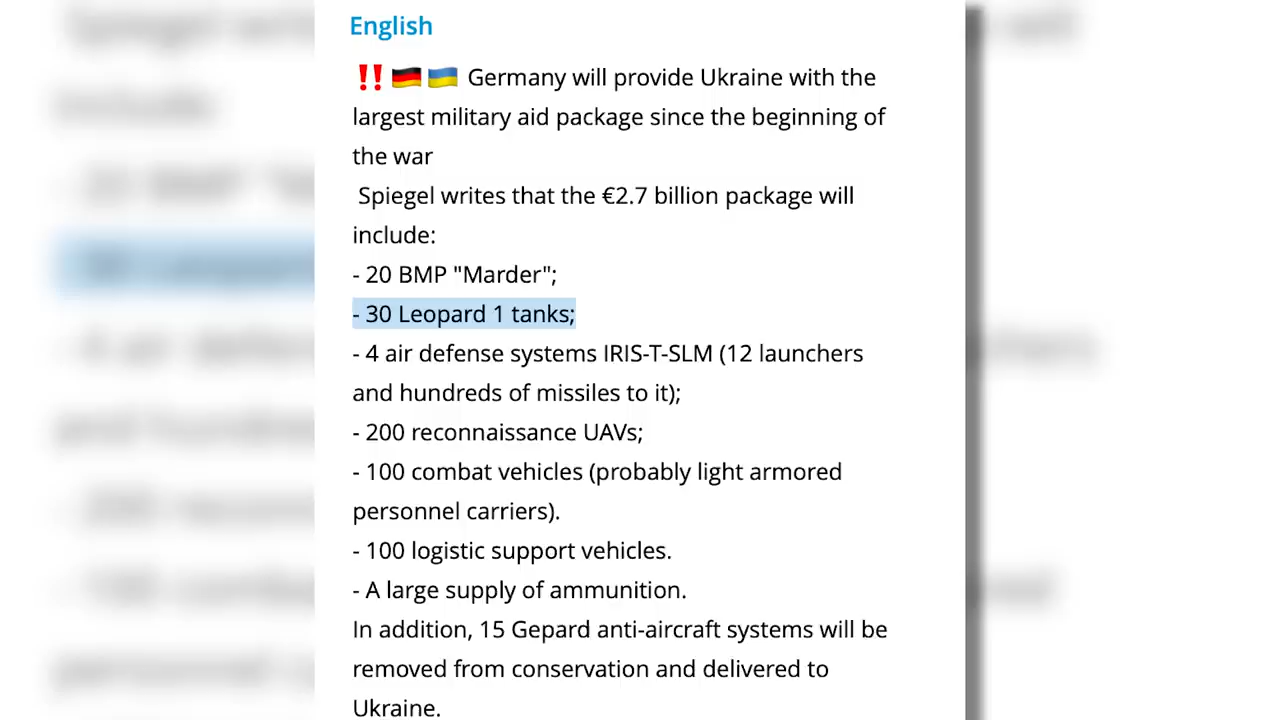 English
‼️🇩🇪🇺🇦 Germany will provide Ukraine with the
largest military aid package since the beginning of
the war
Spiegel writes that the €2.7 billion package will
include:
- 20 BMP "Marder";
- 30 Leopard 1 tanks;
- 4 air defense systems IRIS-T-SLM (12 launchers
and hundreds of missiles to it);
- 200 reconnaissance UAVs;
- 100 combat vehicles (probably light armored
personnel carriers).
- 100 logistic support vehicles.
- A large supply of ammunition.
In addition, 15 Gepard anti-aircraft systems will be
removed from conservation and delivered to
Ukraine.